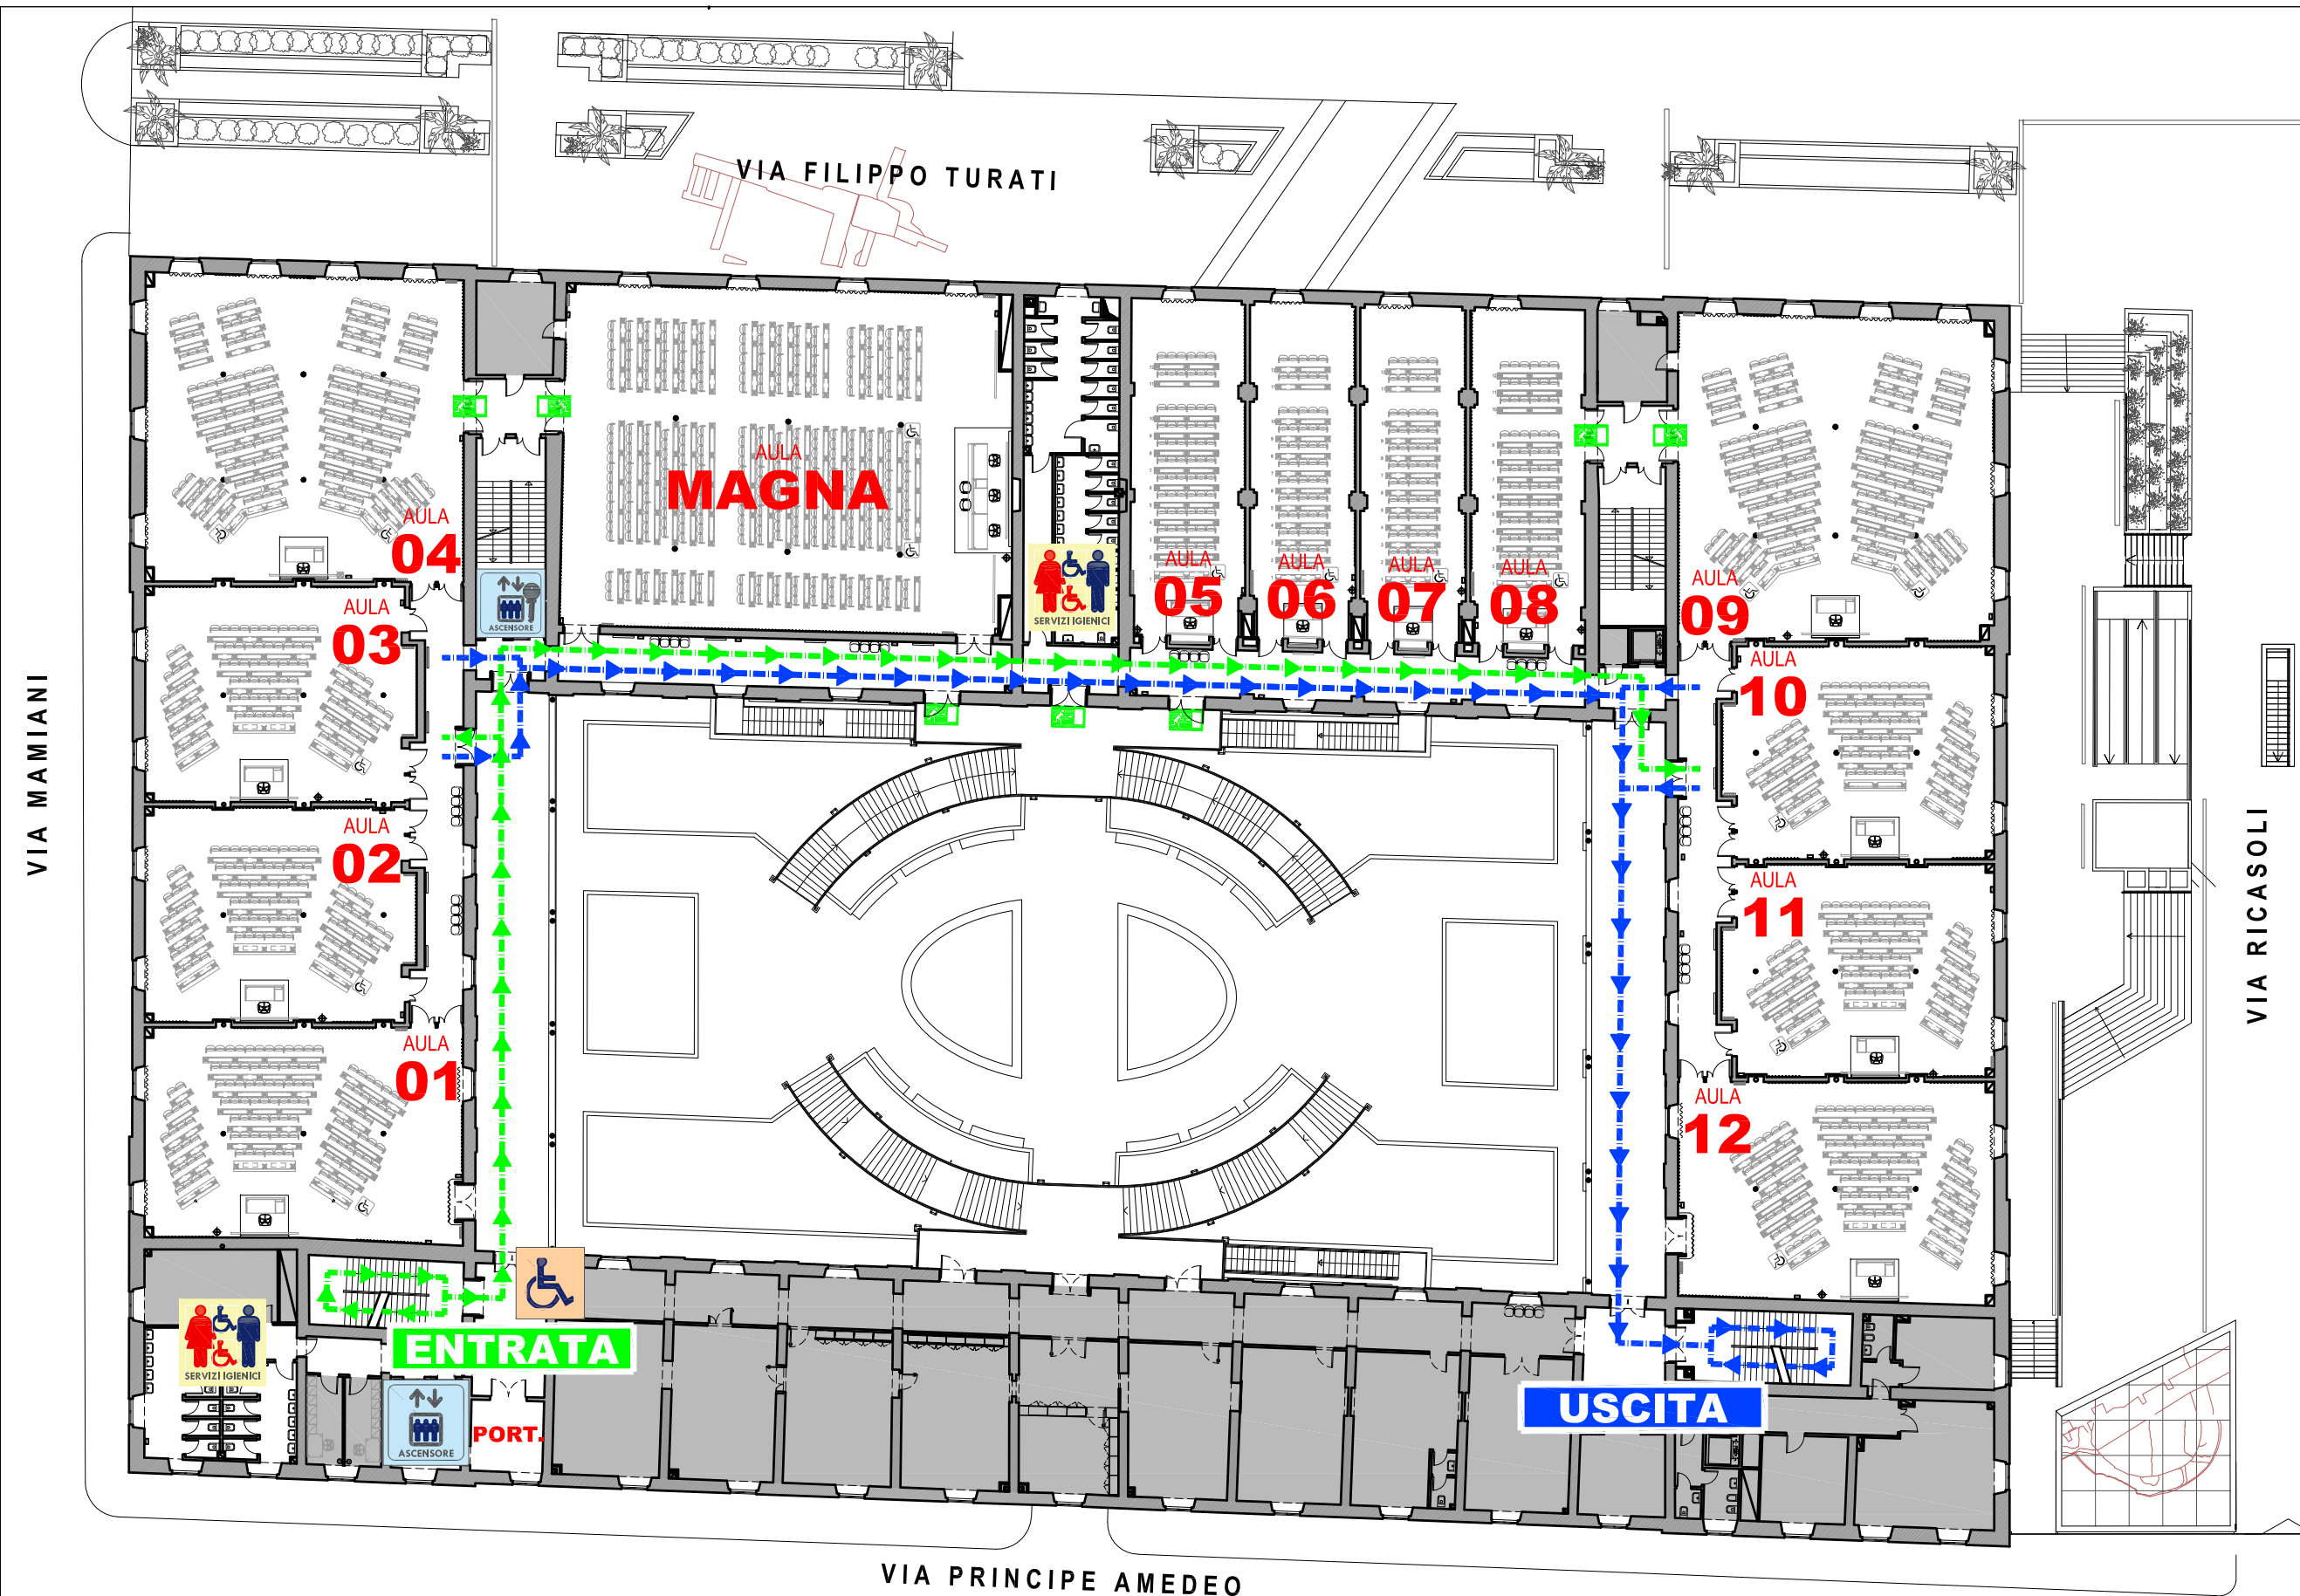 VIA FILIPPO TURATI
AULA
MAGNA
AULA
04
ASCENSORE
SERVIZI IGIENICI
AULA
05
AULA
06
AULA
07
AULA
08
AULA
09
AULA
03
AULA
10
VIA MAMIANI
AULA
02
AULA
11
VIA RICASOLI
AULA
01
AULA
12
SERVIZI IGIENICI
ENTRATA
ASCENSORE
PORT.
USCITA
VIA PRINCIPE AMEDEO